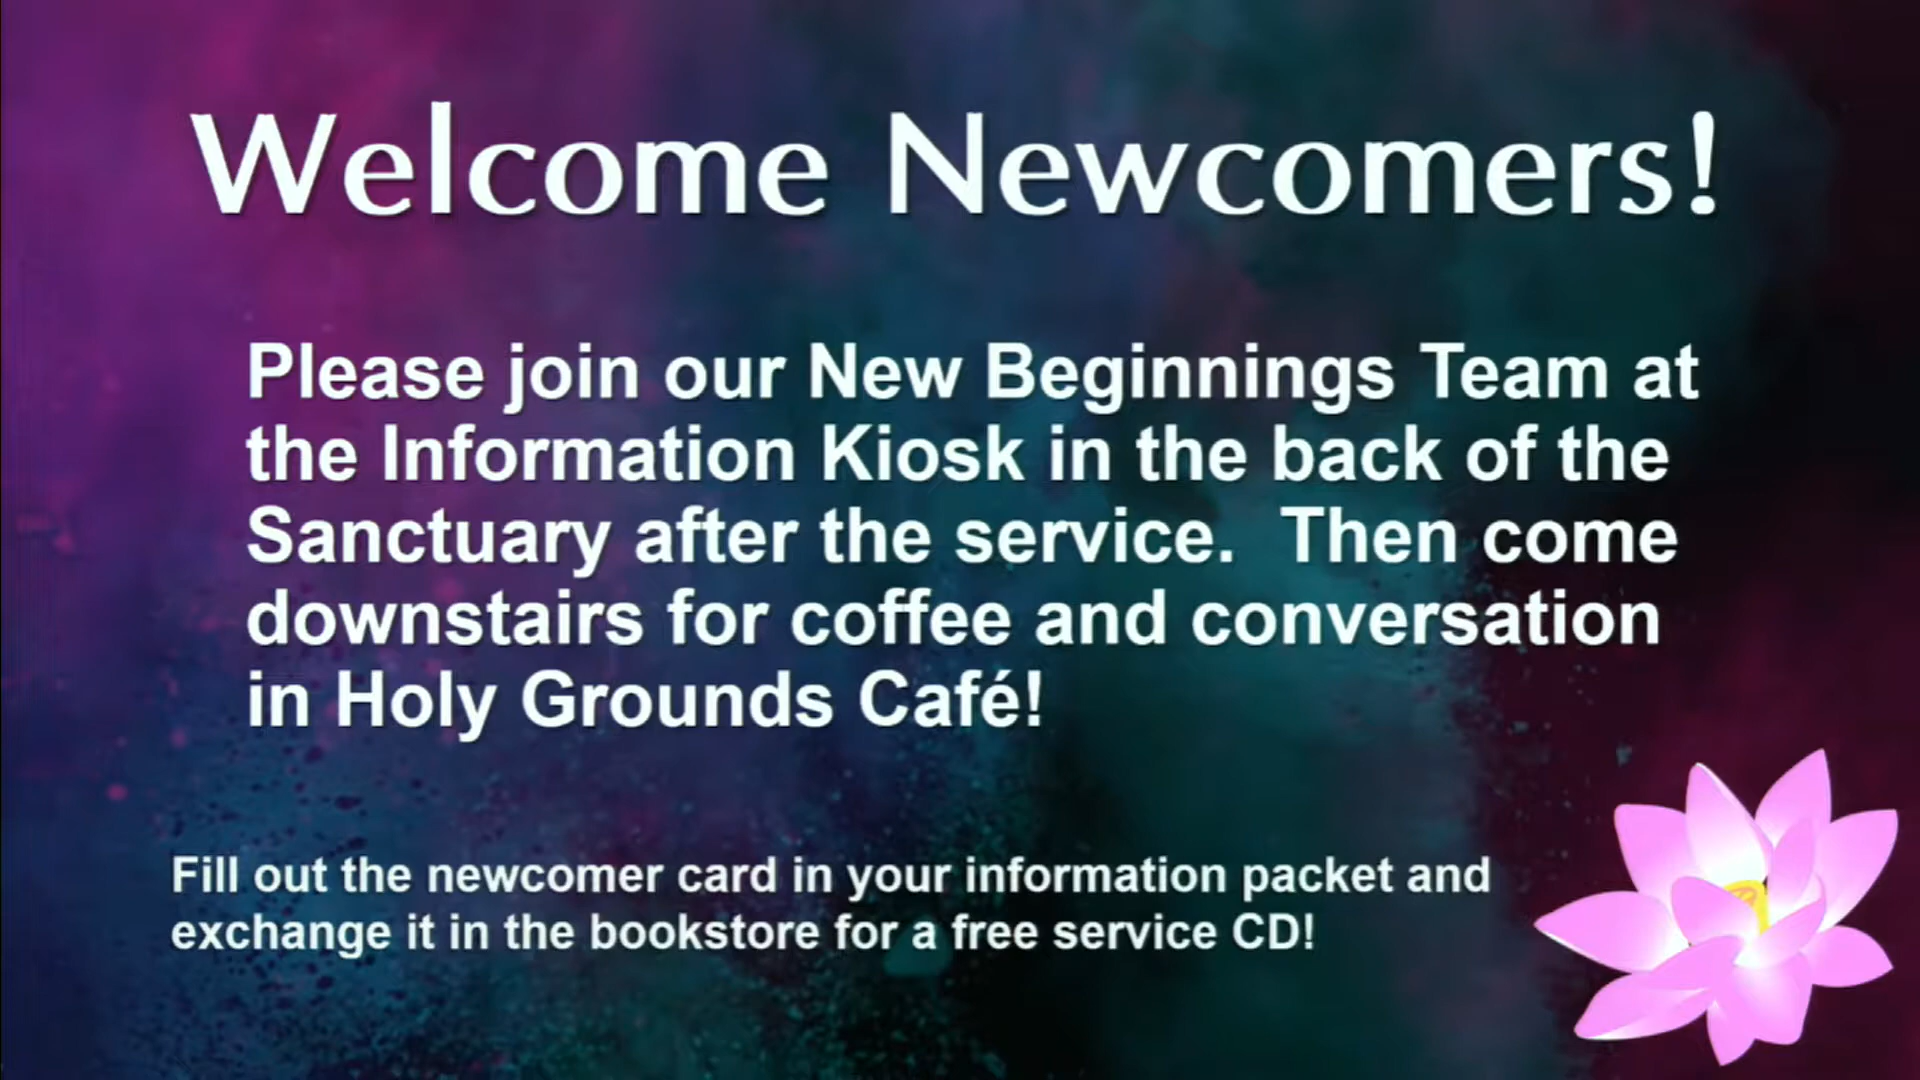 Welcome Newcomers!
Please join our New Beginnings Team at
the Information Kiosk in the back of the
Sanctuary after the service.  Then come
downstairs for coffee and conversation
in Holy Grounds Café!
Fill out the newcomer card in your information packet and
exchange it in the bookstore for a free service CD!